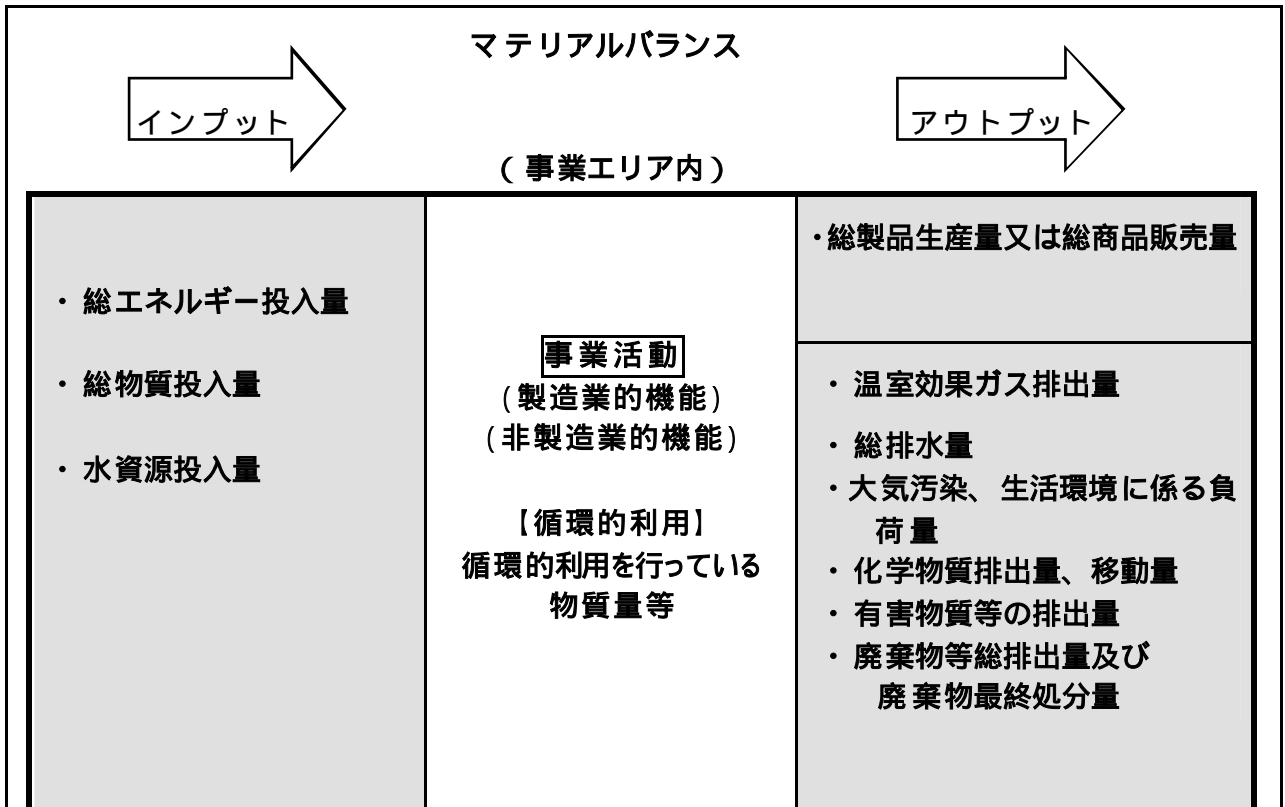 マテリアルバランス
インプット
アウトプット
（事業エリア内）
・総エネルギー投入量
・総物質投入量
・水資源投入量
事業活動
(製造業的機能)
(非製造業的機能)
【循環的利用】
循環的利用を行っている
物質量等
・総製品生産量又は総商品販売量
・温室効果ガス排出量
・総排水量
・大気汚染、生活環境に係る負
荷量
・化学物質排出量、移動量
・有害物質等の排出量
・廃棄物等総排出量及び
廃棄物最終処分量